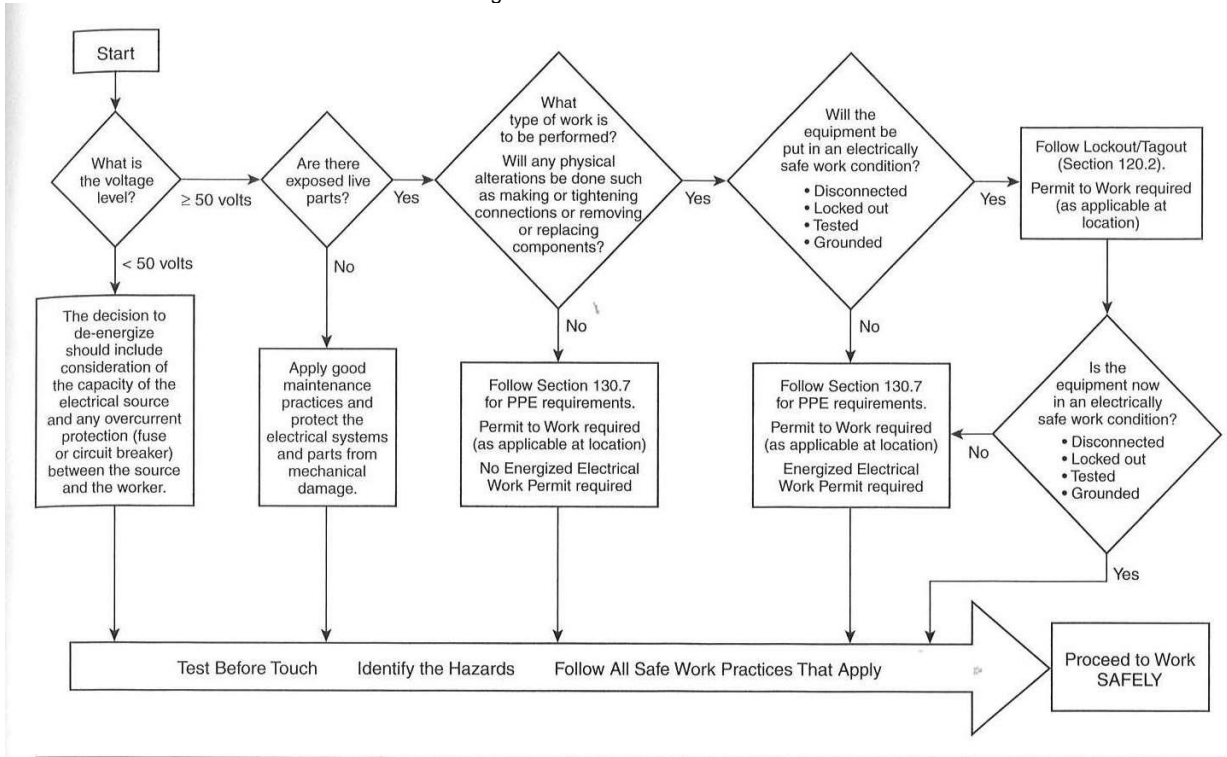 Start
What is
the voltage
level?
≥ 50 volts
< 50 volts
The decision to
de-energize
should include
consideration of
the capacity of the
electrical source
and any overcurrent
protection (fuse
or circuit breaker)
between the source
and the worker.
Are there
exposed live
parts?
Yes
No
Apply good
maintenance
practices and
protect the
electrical systems
and parts from
mechanical
damage.
What
type of work is
to be performed?
Will any physical
alterations be done such
as making or tightening
connections or removing
or replacing
components?
Yes
No
Follow Section 130.7
for PPE requirements.
Permit to Work required
(as applicable at location)
No Energized Electrical
Work Permit required
Will the
equipment be
put in an electrically
safe work condition?
• Disconnected
• Locked out
• Tested
• Grounded
Yes
No
Follow Section 130.7
for PPE requirements.
Permit to Work required
(as applicable at location)
Energized Electrical
Work Permit required
Follow Lockout/Tagout
(Section 120.2).
Permit to Work required
(as applicable at
location)
Is the
equipment now
in an electrically
safe work condition?
• Disconnected
• Locked out
• Tested
• Grounded
No
Yes
Test Before Touch Identify the Hazards Follow All Safe Work Practices That Apply
Proceed to Work
SAFELY